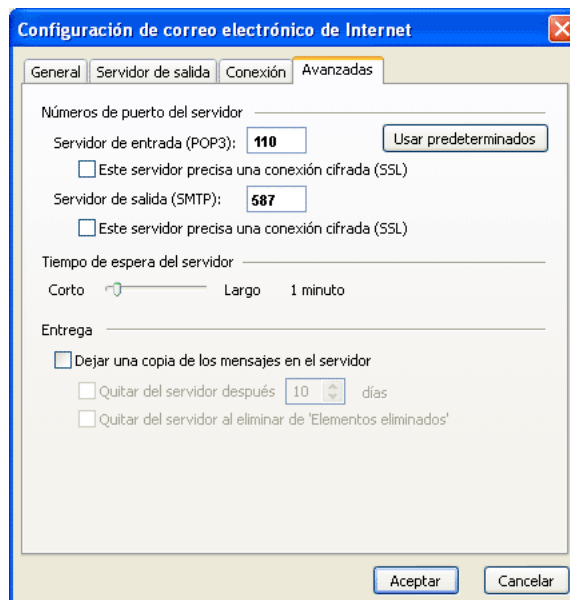 Configuración de correo electrónico de Internet
General Servidor de salida Conexión Avanzadas
Números de puerto del servidor
Servidor de entrada (POP3): 110 Usar predeterminados
Este servidor precisa una conexión cifrada (SSL)
Servidor de salida (SMTP): 587
Este servidor precisa una conexión cifrada (SSL)
Tiempo de espera del servidor
Corto Largo 1 minuto
Entrega
Dejar una copia de los mensajes en el servidor
Quitar del servidor después 10 días
Quitar del servidor al eliminar de 'Elementos eliminados'
Aceptar Cancelar